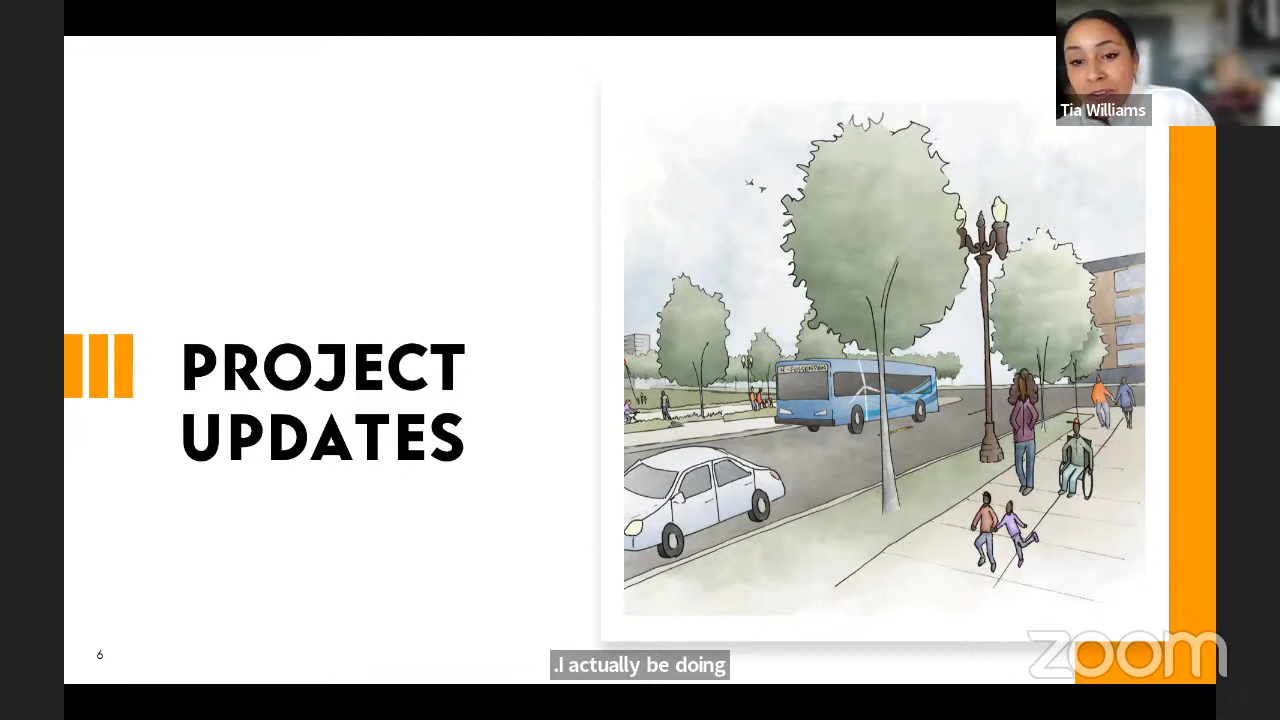 Tia Williams
PROJECT
UPDATES
6
.I actually be doing
zoom